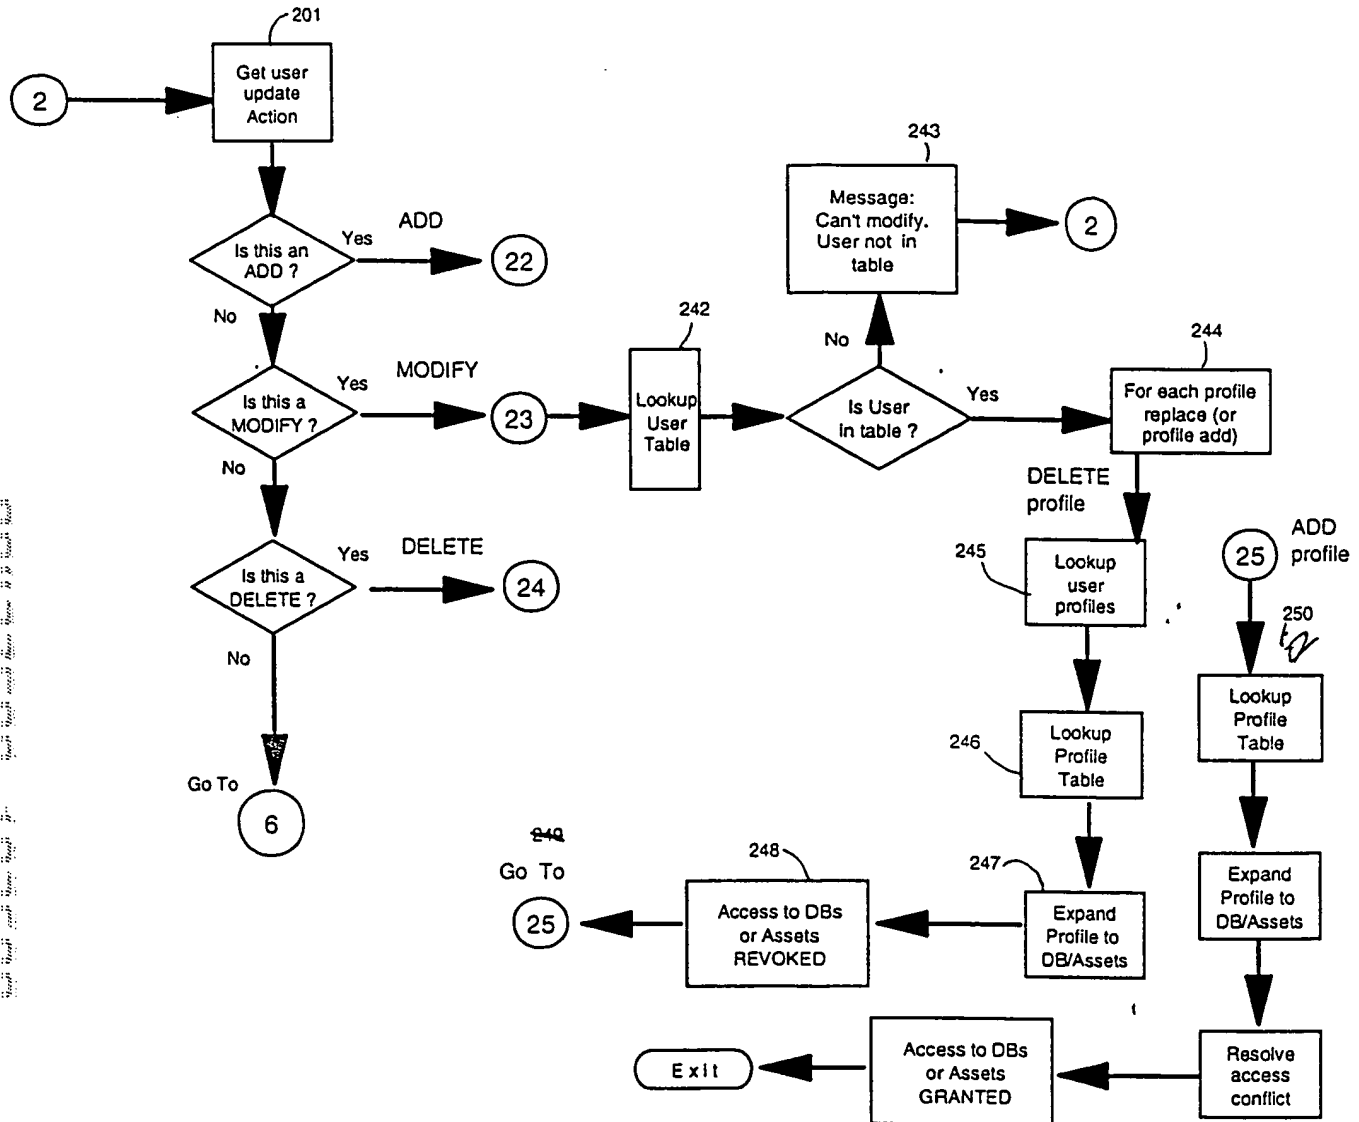 201
Get user
update
Action
2
Is this an
ADD ?
Yes
ADD
22
No
Is this a
MODIFY ?
Yes
MODIFY
23
No
Is this a
DELETE ?
Yes
DELETE
24
No
Go To
6
242
Lookup
User
Table
243
Message:
Can't modify.
User not in
table
2
No
Is User
In table ?
Yes
244
For each profile
replace (or
profile add)
DELETE
profile
245
Lookup
user
profiles
246
Lookup
Profile
Table
247
Expand
Profile to
DB/Assets
248
Access to DBs
or Assets
REVOKED
249
Go To
25
25
ADD
profile
250
Lookup
Profile
Table
Expand
Profile to
DB/Assets
Resolve
access
conflict
Access to DBs
or Assets
GRANTED
Exit